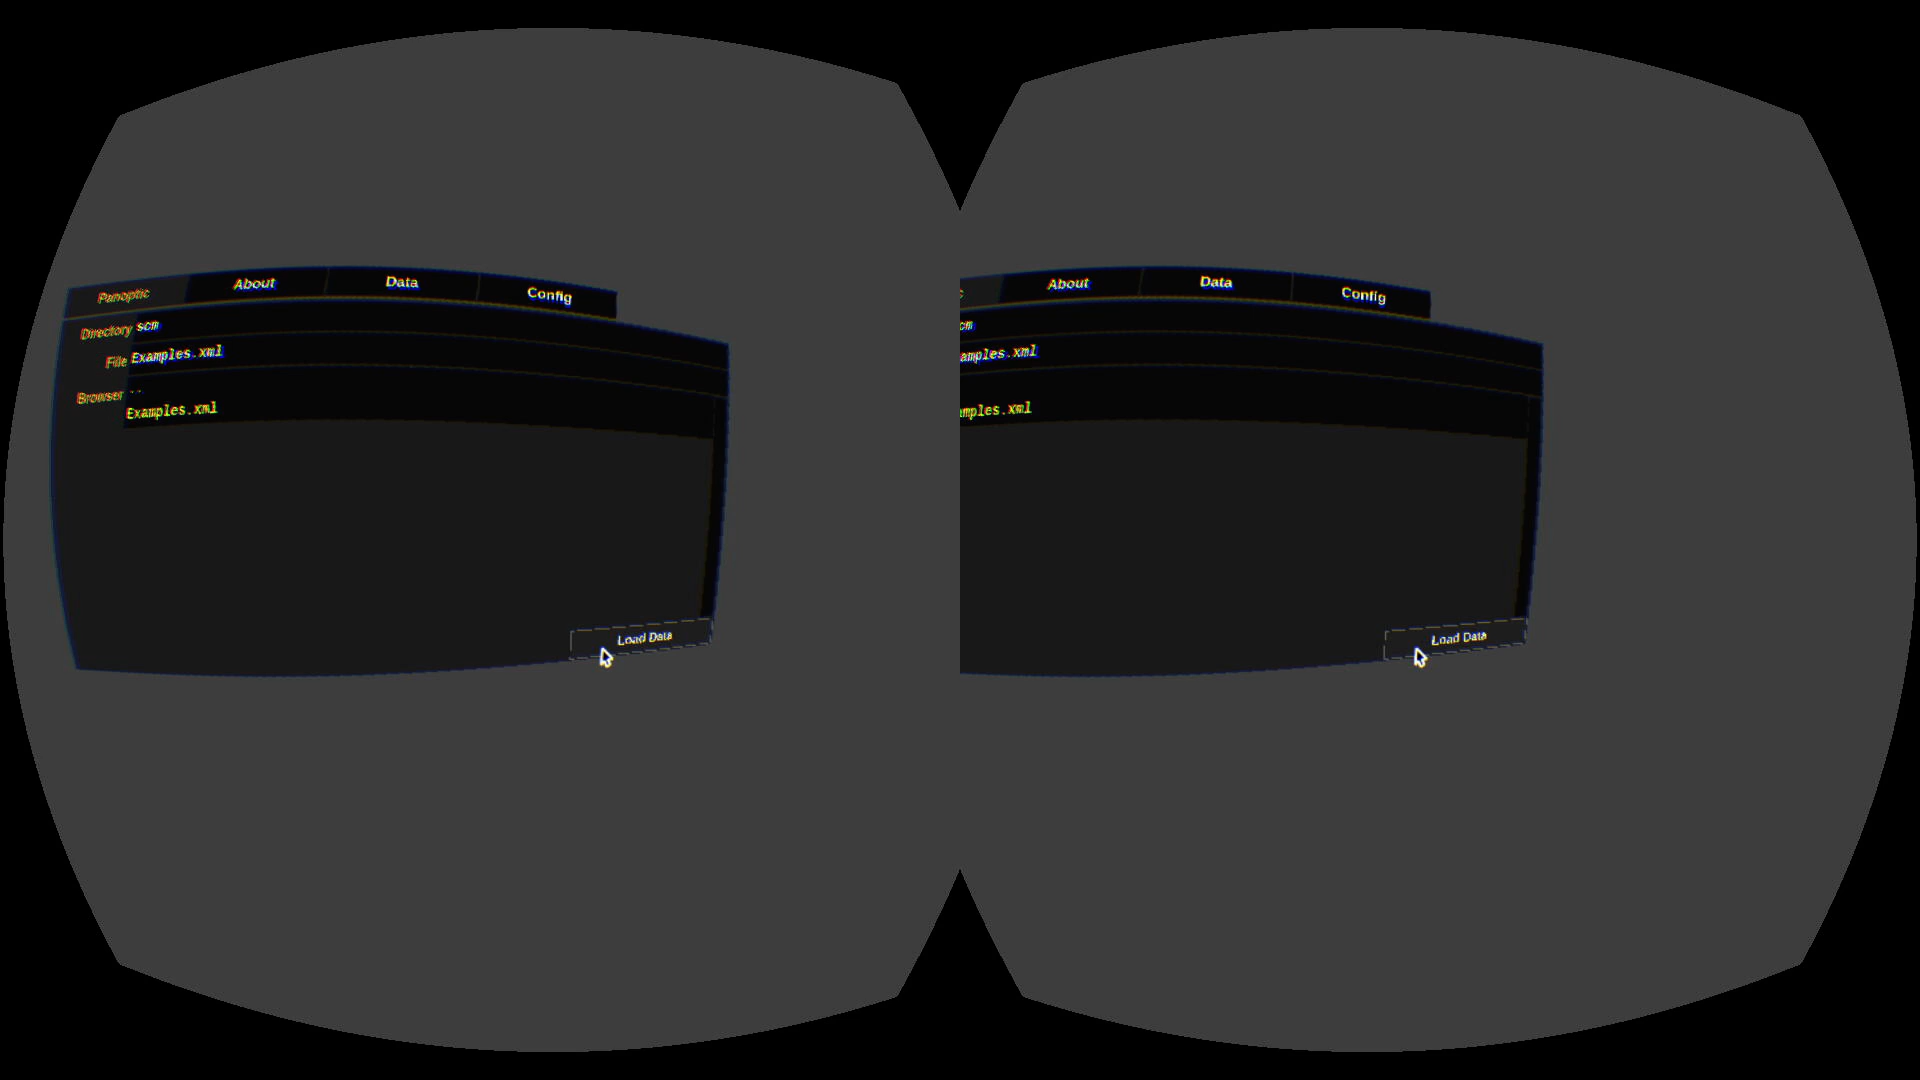 Panoptic About Data Config
Directory scm
File Examples.xml
Browser ..
Examples.xml
Load Data
c About Data Config
cm
amples.xml
mples.xml
Load Data